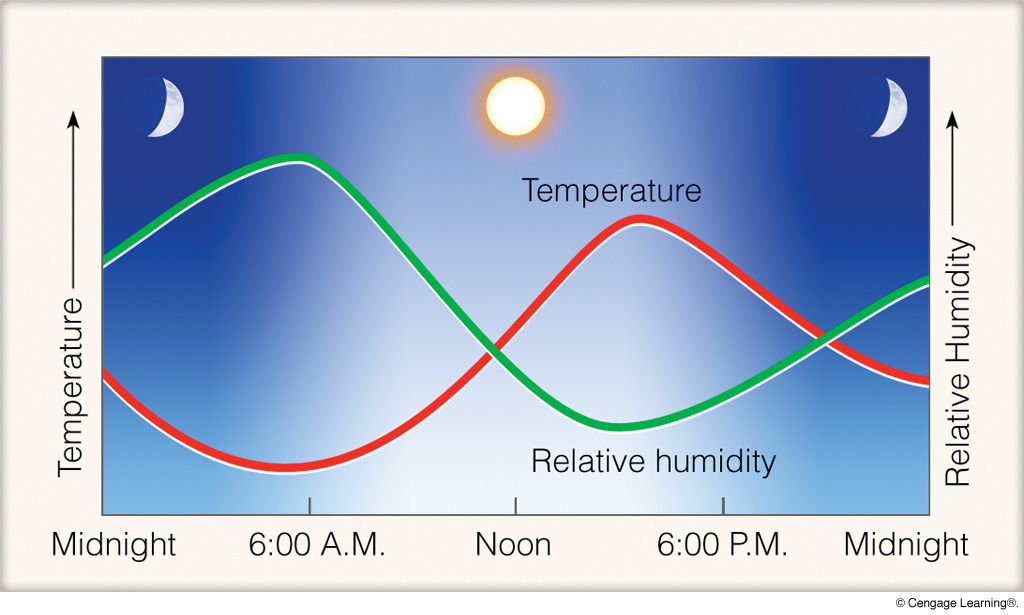 Temperature
Relative humidity
Temperature
Relative Humidity
Midnight 6:00 A.M. Noon 6:00 P.M. Midnight
© Cengage Learning®.